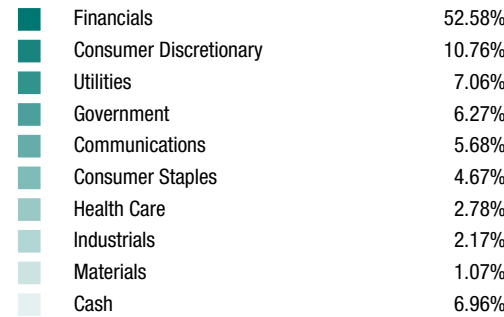 Financials 52.58%
Consumer Discretionary 10.76%
Utilities 7.06%
Government 6.27%
Communications 5.68%
Consumer Staples 4.67%
Health Care 2.78%
Industrials 2.17%
Materials 1.07%
Cash 6.96%